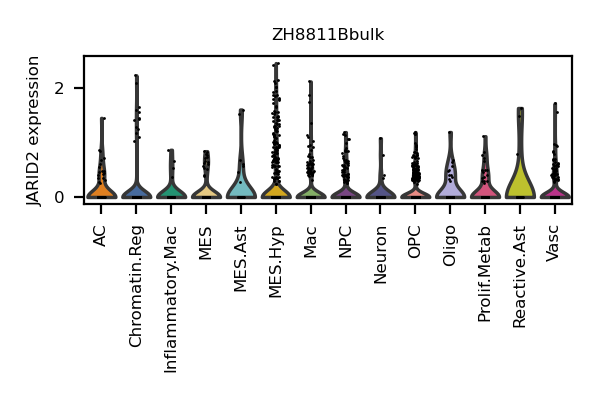 ZH8811Bbulk
JARID2 expression
2
0
AC
Chromatin.Reg
Inflammatory.Mac
MES
MES.Ast
MES.Hyp
Mac
NPC
Neuron
OPC
Oligo
Prolif.Metab
Reactive.Ast
Vasc